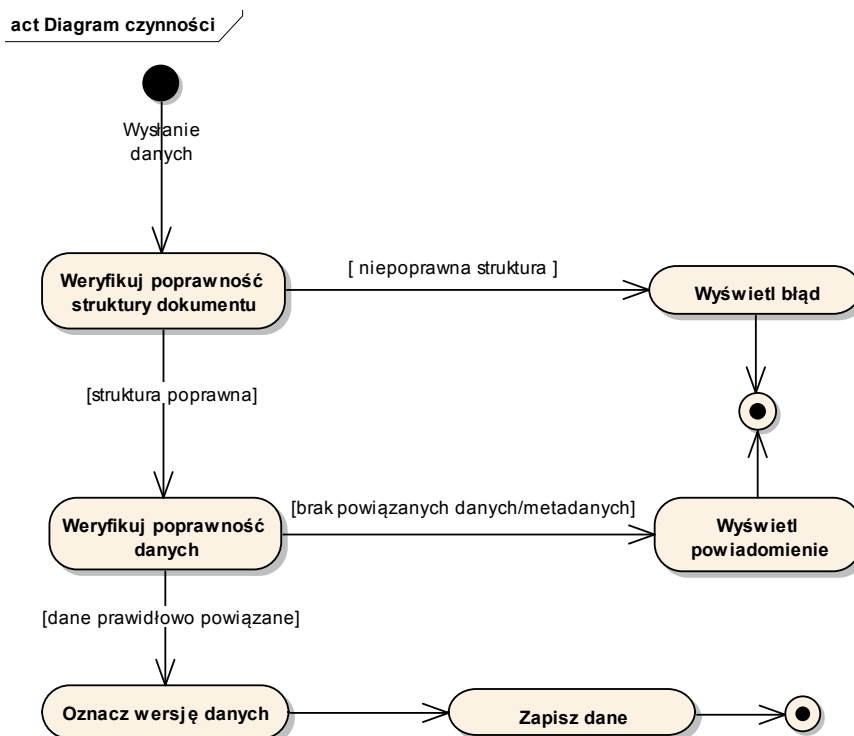 act Diagram czynności
Wysłanie
danych
Weryfikuj poprawność
struktury dokumentu
[ niepoprawna struktura ]
Wyświetl błąd
[struktura poprawna]
Weryfikuj poprawność
danych
[brak powiązanych danych/metadanych]
Wyświetl
powiadomienie
[dane prawidłowo powiązane]
Oznacz wersję danych
Zapisz dane